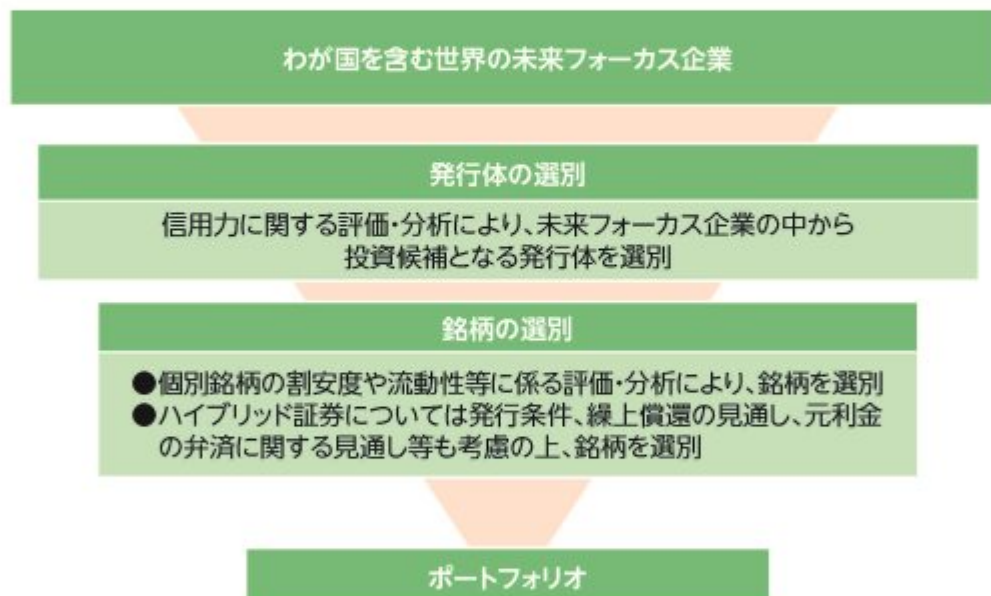 わが国を含む世界の未来フォーカス企業
発行体の選別
信用力に関する評価・分析により、未来フォーカス企業の中から
投資候補となる発行体を選別
銘柄の選別
●個別銘柄の割安度や流動性等に係る評価・分析により、銘柄を選別
●ハイブリッド証券については発行条件、繰上償還の見通し、元利金
の弁済に関する見通し等も考慮の上、銘柄を選別
ポートフォリオ